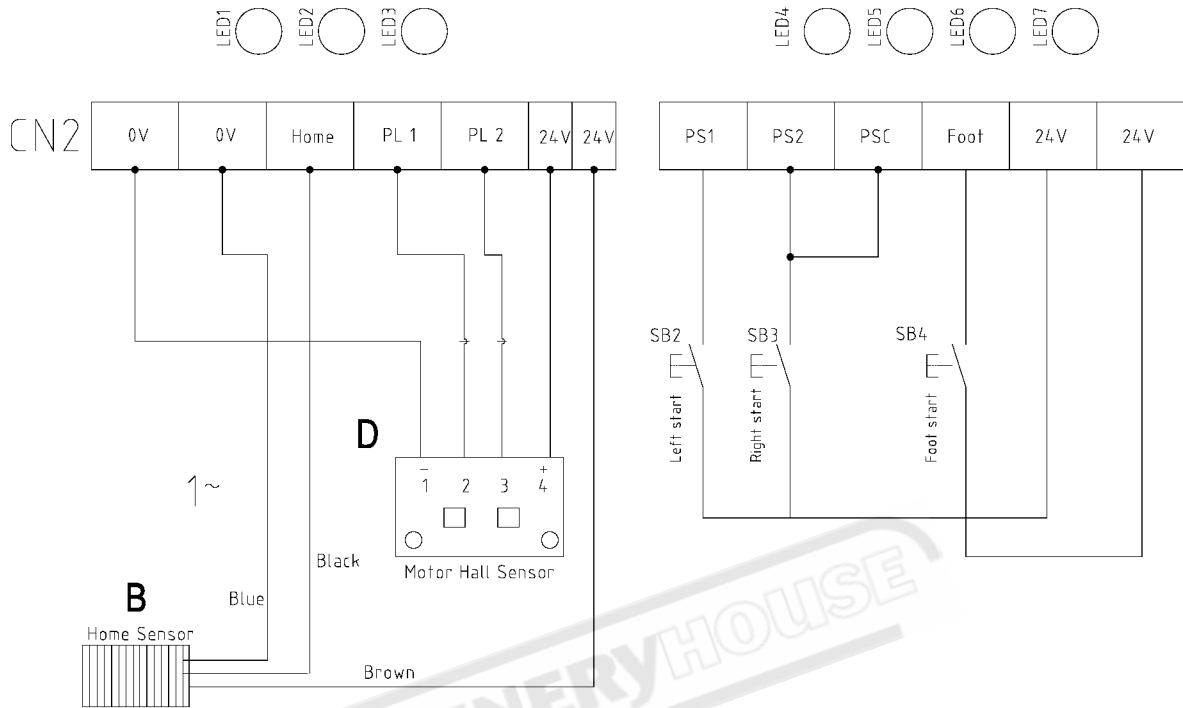 LED1
LED2
LED3
LED4
LED5
LED6
LED7
CN2
0V
0V
Home
PL 1
PL 2
24V
24V
PS1
PS2
PSC
Foot
24V
24V
SB2
Left start
SB3
Right start
SB4
Foot start
D
-
1
2
3
+
4
Motor Hall Sensor
1~
Black
Blue
B
Home Sensor
Brown